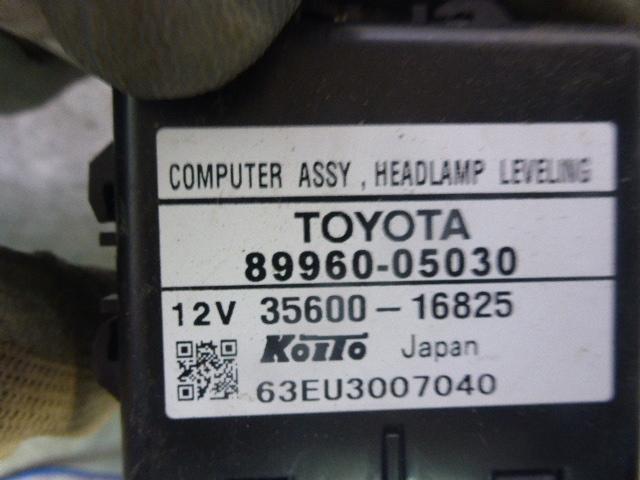 COMPUTER ASSY , HEADLAMP LEVELING
TOYOTA
89960-05030
12V 35600-16825
KOITO Japan
63EU3007040